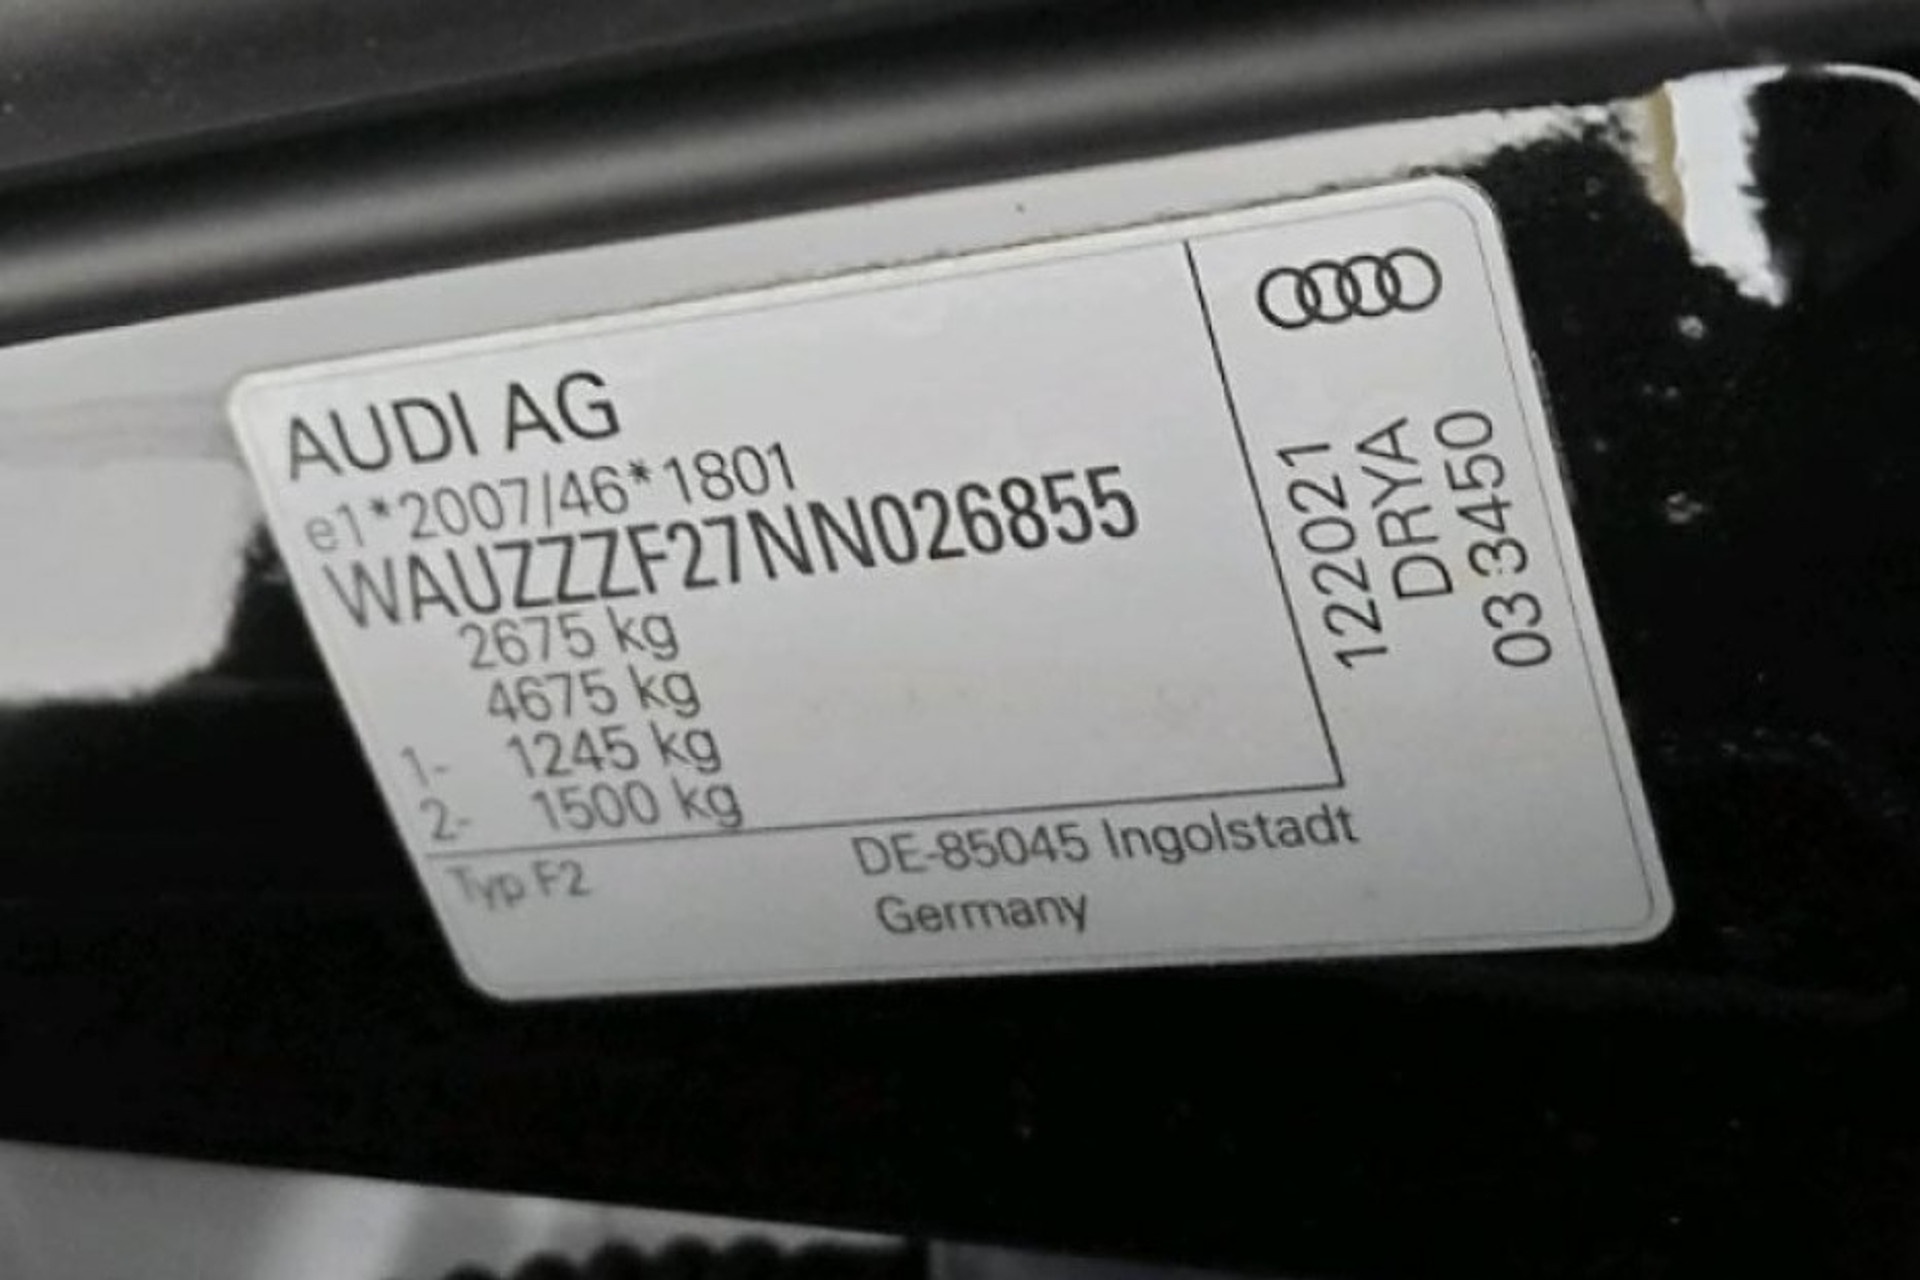 AUDI AG
e1*2007/46*1801
WAUZZZF27NN026855
2675 kg
4675 kg
1- 1245 kg
2- 1500 kg
Typ F2
DE-85045 Ingolstadt
Germany
122021
DRYA
03 3450